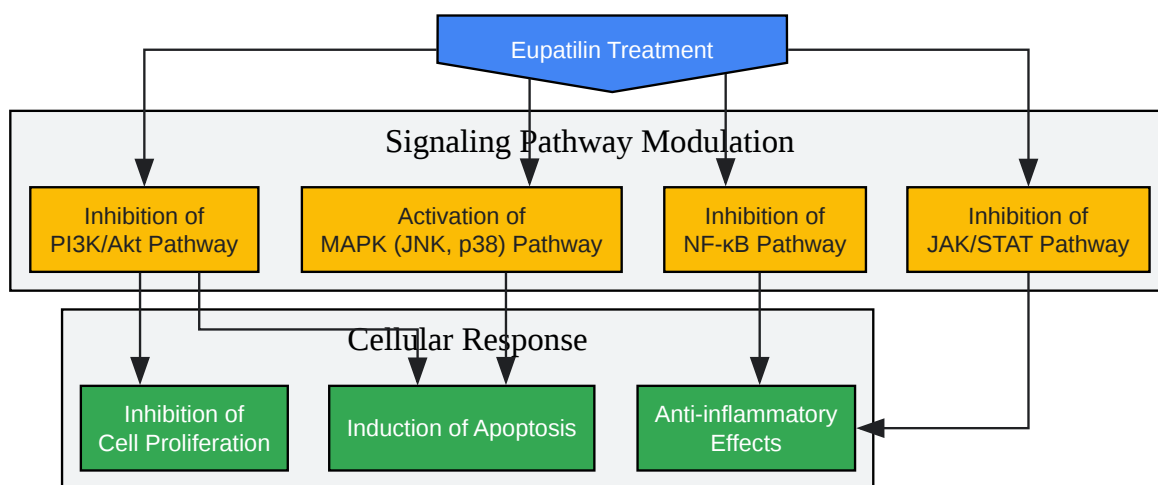 Eupatilin Treatment
Signaling Pathway Modulation
Inhibition of
PI3K/Akt Pathway
Activation of
MAPK (JNK, p38) Pathway
Inhibition of
NF-κB Pathway
Inhibition of
JAK/STAT Pathway
Cellular Response
Inhibition of
Cell Proliferation
Induction of Apoptosis
Anti-inflammatory
Effects